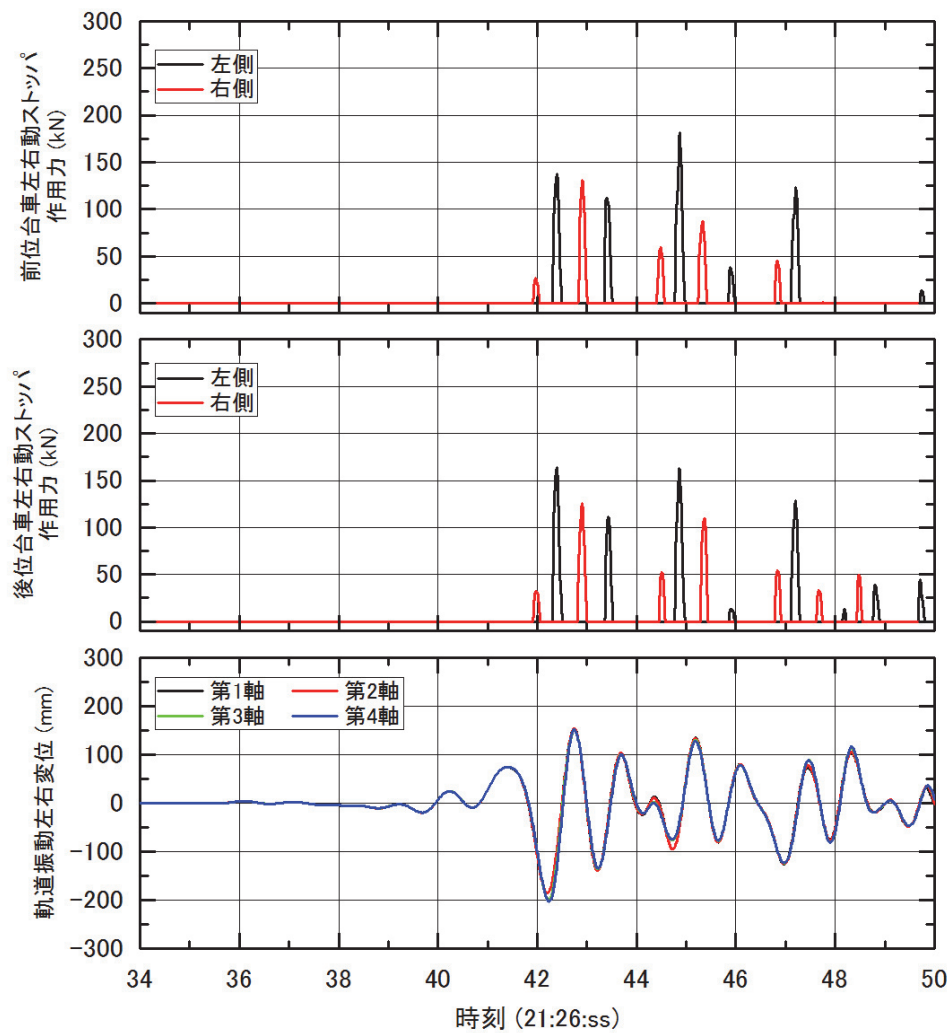 300
250
200
150
100
50
0
前位台車左右動ストッパ
作用力 (kN)
左側
右側
300
250
200
150
100
50
0
後位台車左右動ストッパ
作用力 (kN)
左側
右側
300
200
100
0
-100
-200
-300
軌道振動左右変位 (mm)
第1軸 第2軸
第3軸 第4軸
34 36 38 40 42 44 46 48 50
時刻 (21:26:ss)